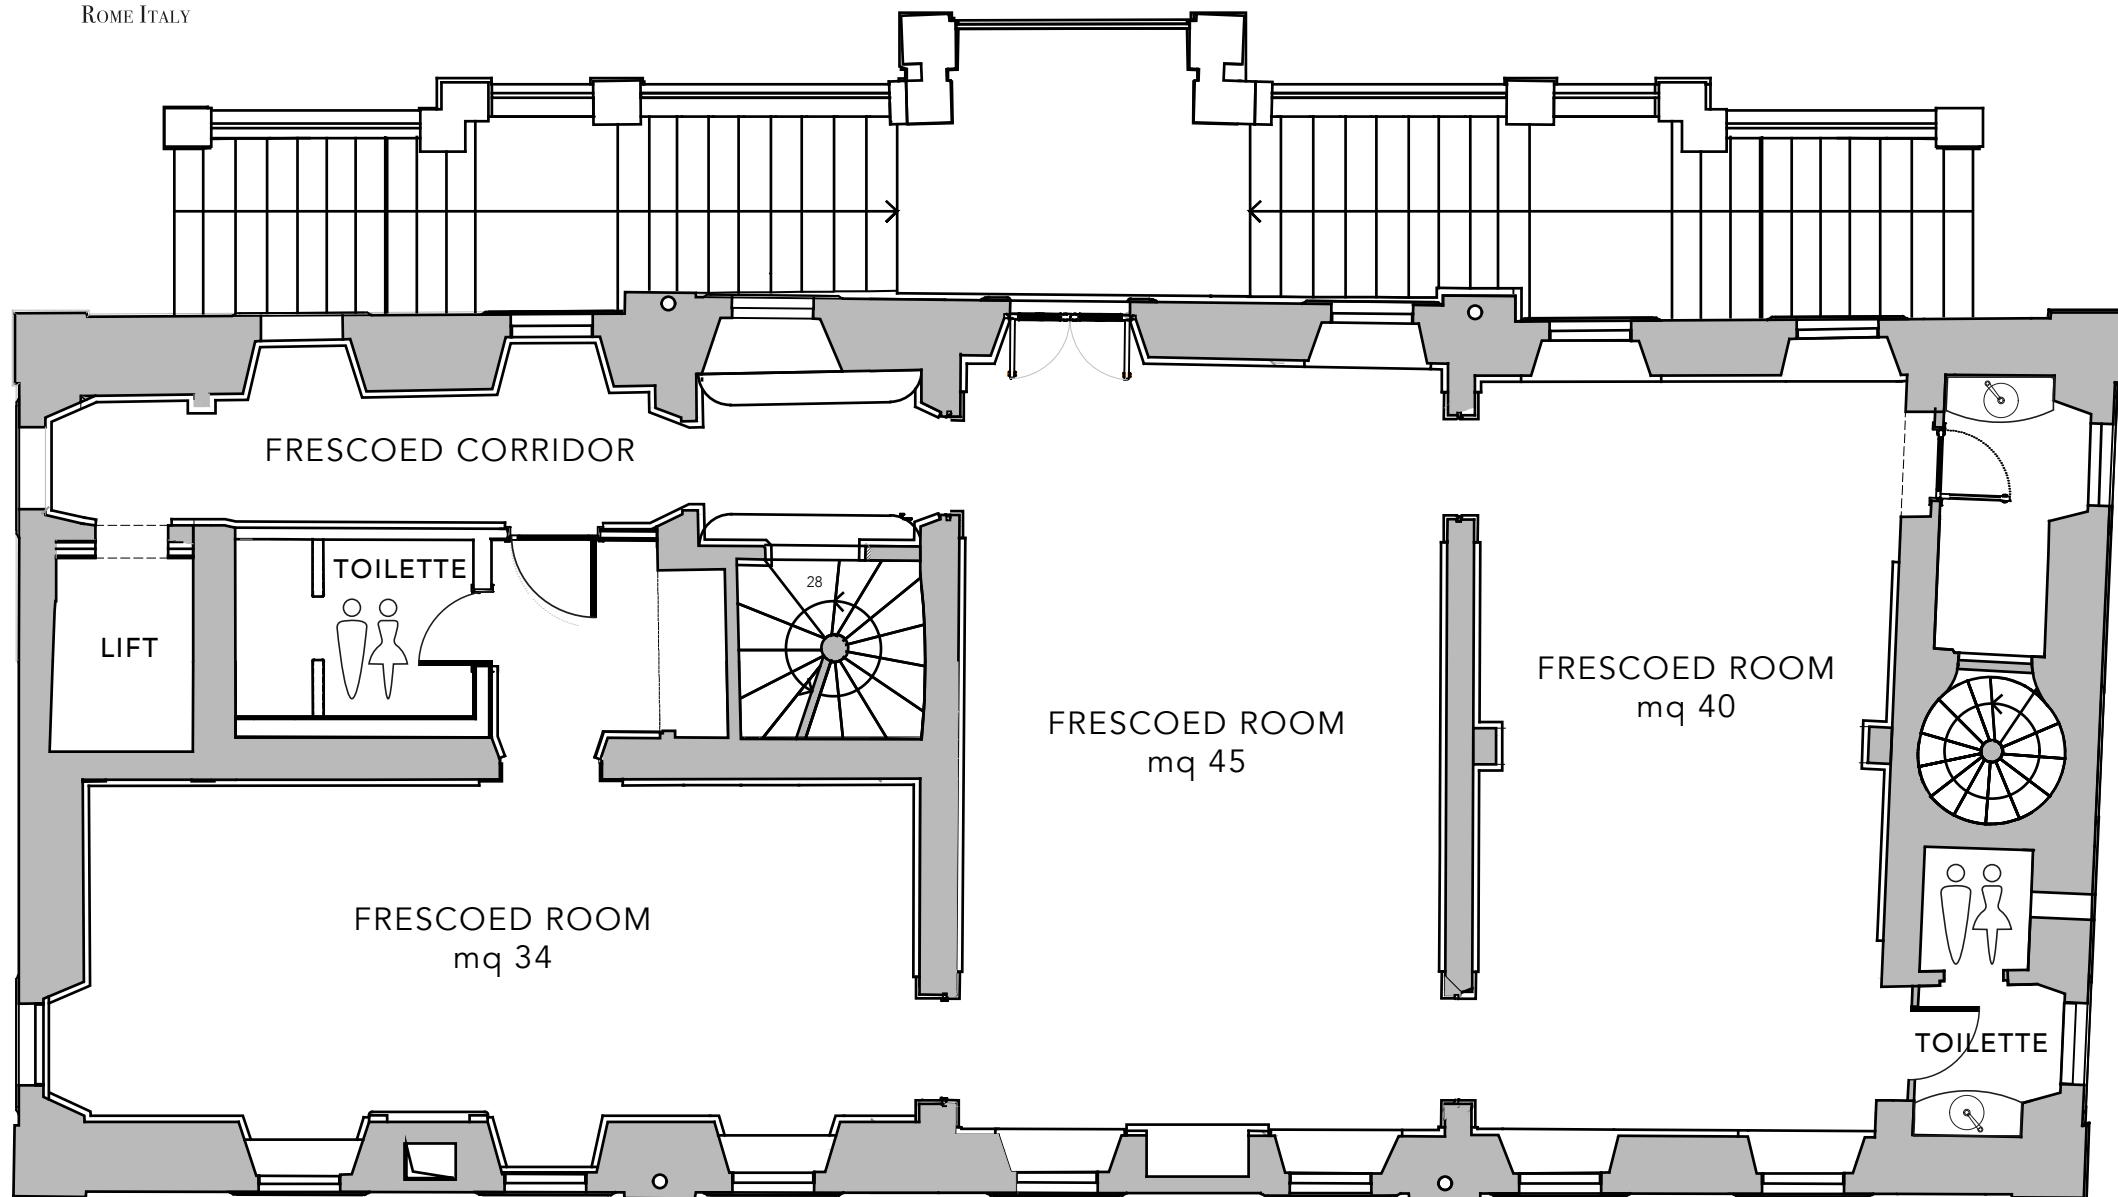 ROME ITALY
FRESCOED CORRIDOR
TOILETTE
28
LIFT
FRESCOED ROOM
mq 40
FRESCOED ROOM
mq 45
FRESCOED ROOM
mq 34
TOILETTE